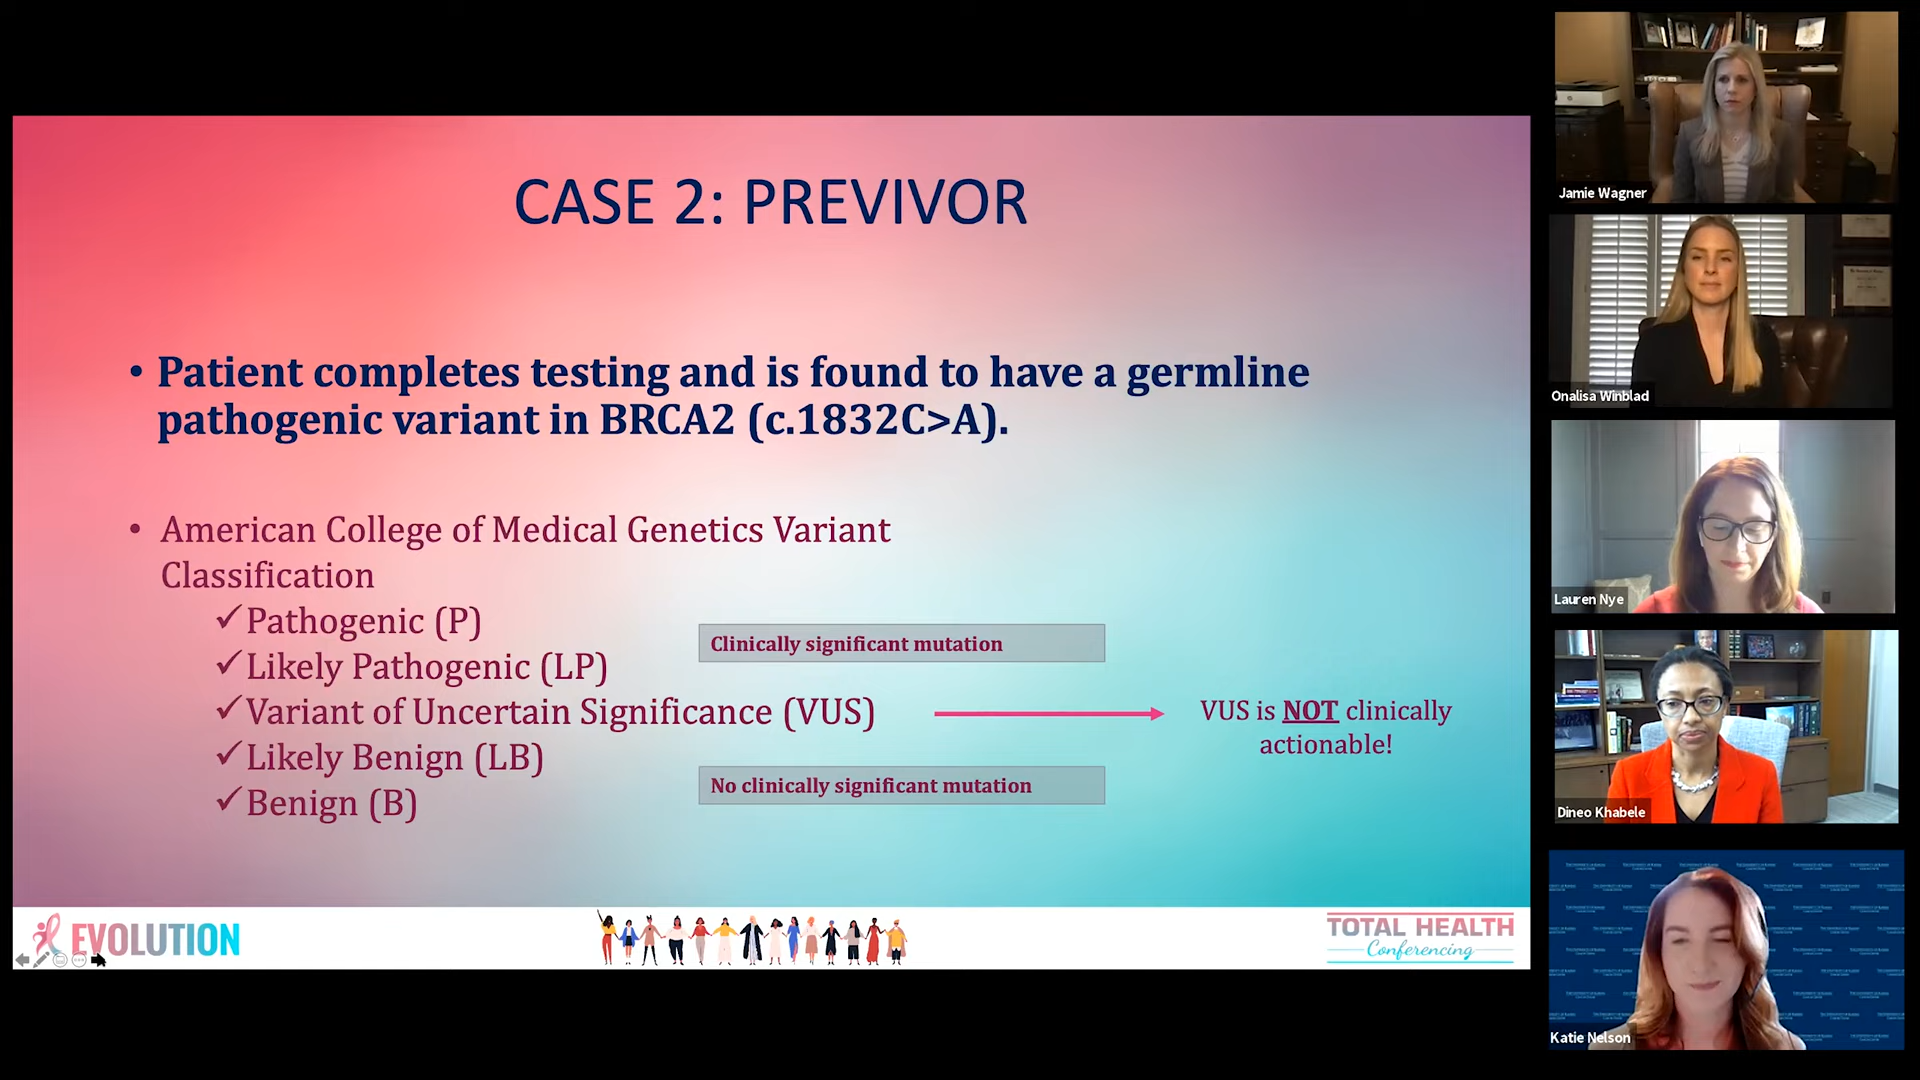 CASE 2: PREVIVOR
• Patient completes testing and is found to have a germline
pathogenic variant in BRCA2 (c.1832C>A).
• American College of Medical Genetics Variant
Classification
✓Pathogenic (P)
✓Likely Pathogenic (LP)
✓Variant of Uncertain Significance (VUS)
✓Likely Benign (LB)
✓Benign (B)
Clinically significant mutation
No clinically significant mutation
VUS is NOT clinically
actionable!
EVOLUTION
TOTAL HEALTH
Conferencing
Jamie Wagner
Onalisa Winblad
Lauren Nye
Dineo Khabele
Katie Nelson